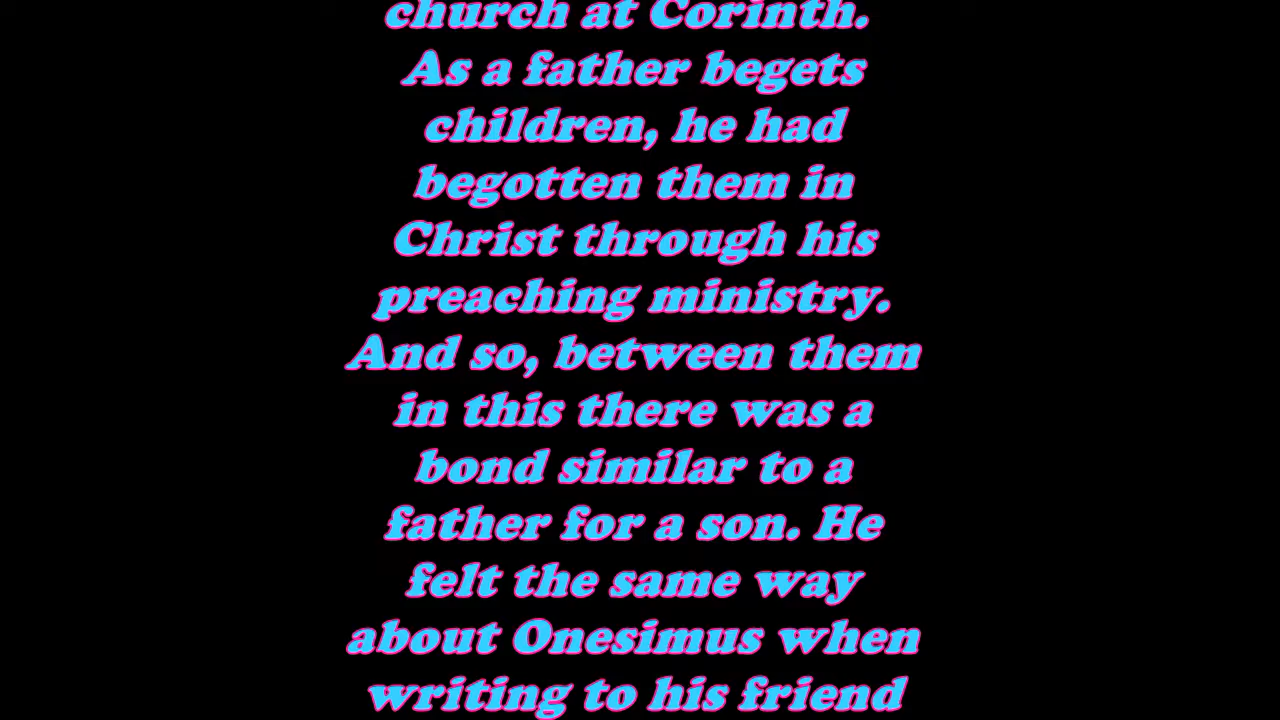 church at Corinth.
As a father begets
children, he had
begotten them in
Christ through his
preaching ministry.
And so, between them
in this there was a
bond similar to a
father for a son. He
felt the same way
about Onesimus when
writing to his friend